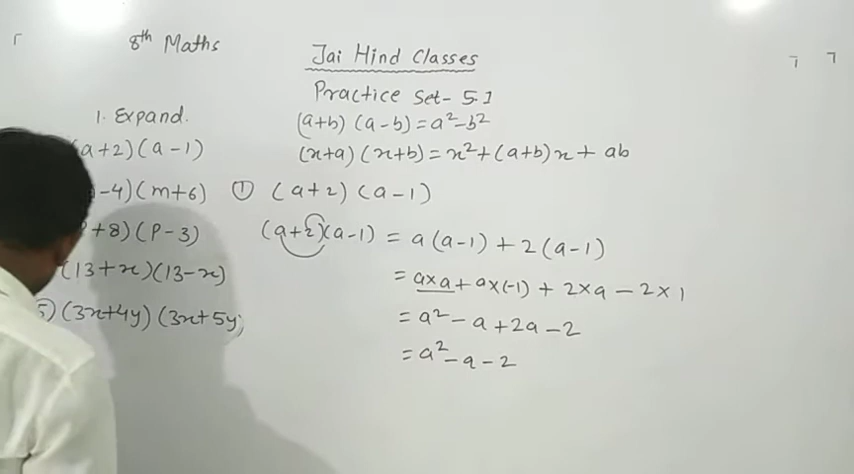 8th Maths
Jai Hind Classes
Practice Set- 5.1
1. Expand.
(a+b) (a-b) = a²-b²
(x+a) (x+b) = x²+(a+b)x + ab
(a+2)(a-1)
-4)(m+6)
+8)(P-3)
(13+x)(13-x)
5) (3x+4y) (3x+5y)
① (a+2) (a-1)
(a+2)(a-1) = a(a-1) + 2(a-1)
= a×a + a×(-1) + 2×a - 2×1
= a² - a + 2a - 2
= a² - a - 2